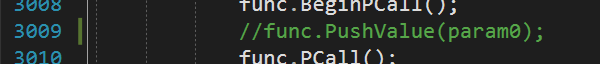 3008 func.BeginPCall();
3009 //func.PushValue(param0);
3010 func.PCall();